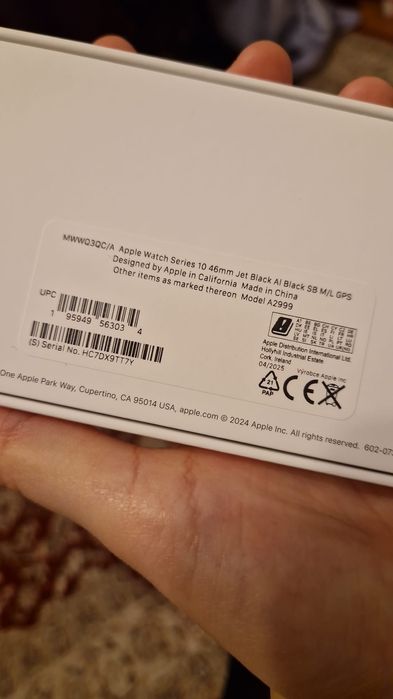 MWWQ3QC/A Apple Watch Series 10 46mm Jet Black Al Black SB M/L GPS
Designed by Apple in California Made in China
Other items as marked thereon Model A2999
UPC
1 95949 56303 4
(S) Serial No. HC7DX9TT7Y
Apple Distribution International Ltd.
Hollyhill Industrial Estate
Cork, Ireland
04/2025
Výrobce Apple Inc
21
PAP
CE
One Apple Park Way, Cupertino, CA 95014 USA, apple.com © 2024 Apple Inc. All rights reserved. 602-07